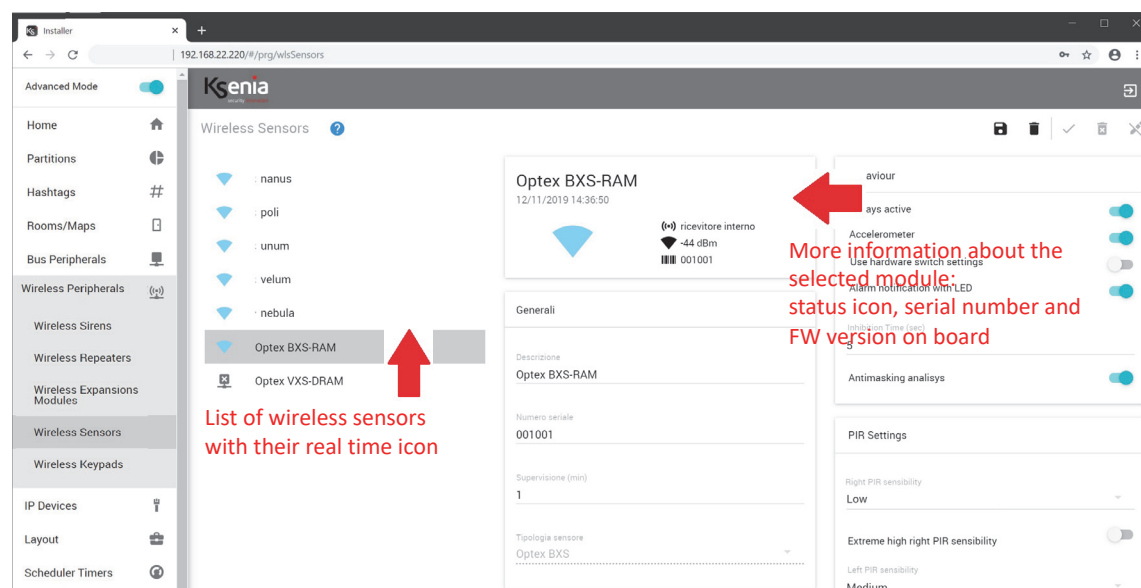 Installer
192.168.22.220/#/prg/wlsSensors
Advanced Mode
Ksenia
Home
Partitions
Hashtags
Rooms/Maps
Bus Peripherals
Wireless Peripherals
Wireless Sirens
Wireless Repeaters
Wireless Expansions
Modules
Wireless Sensors
Wireless Keypads
IP Devices
Layout
Scheduler Timers
Wireless Sensors
nanus
poli
unum
velum
nebula
Optex BXS-RAM
Optex VXS-DRAM
List of wireless sensors
with their real time icon
Optex BXS-RAM
12/11/2019 14:36:50
ricevitore interno
-44 dBm
001001
Generali
Descrizione
Optex BXS-RAM
Numero seriale
001001
Supervisione (min)
1
Tipologia sensore
Optex BXS
aviour
ays active
Accelerometer
Use hardware switch settings
Alarm notification with LED
Inhibition Time (sec)
5
Antimasking analisys
More information about the
selected module:
status icon, serial number and
FW version on board
PIR Settings
Right PIR sensibility
Low
Extreme high right PIR sensibility
Left PIR sensibility
Medium